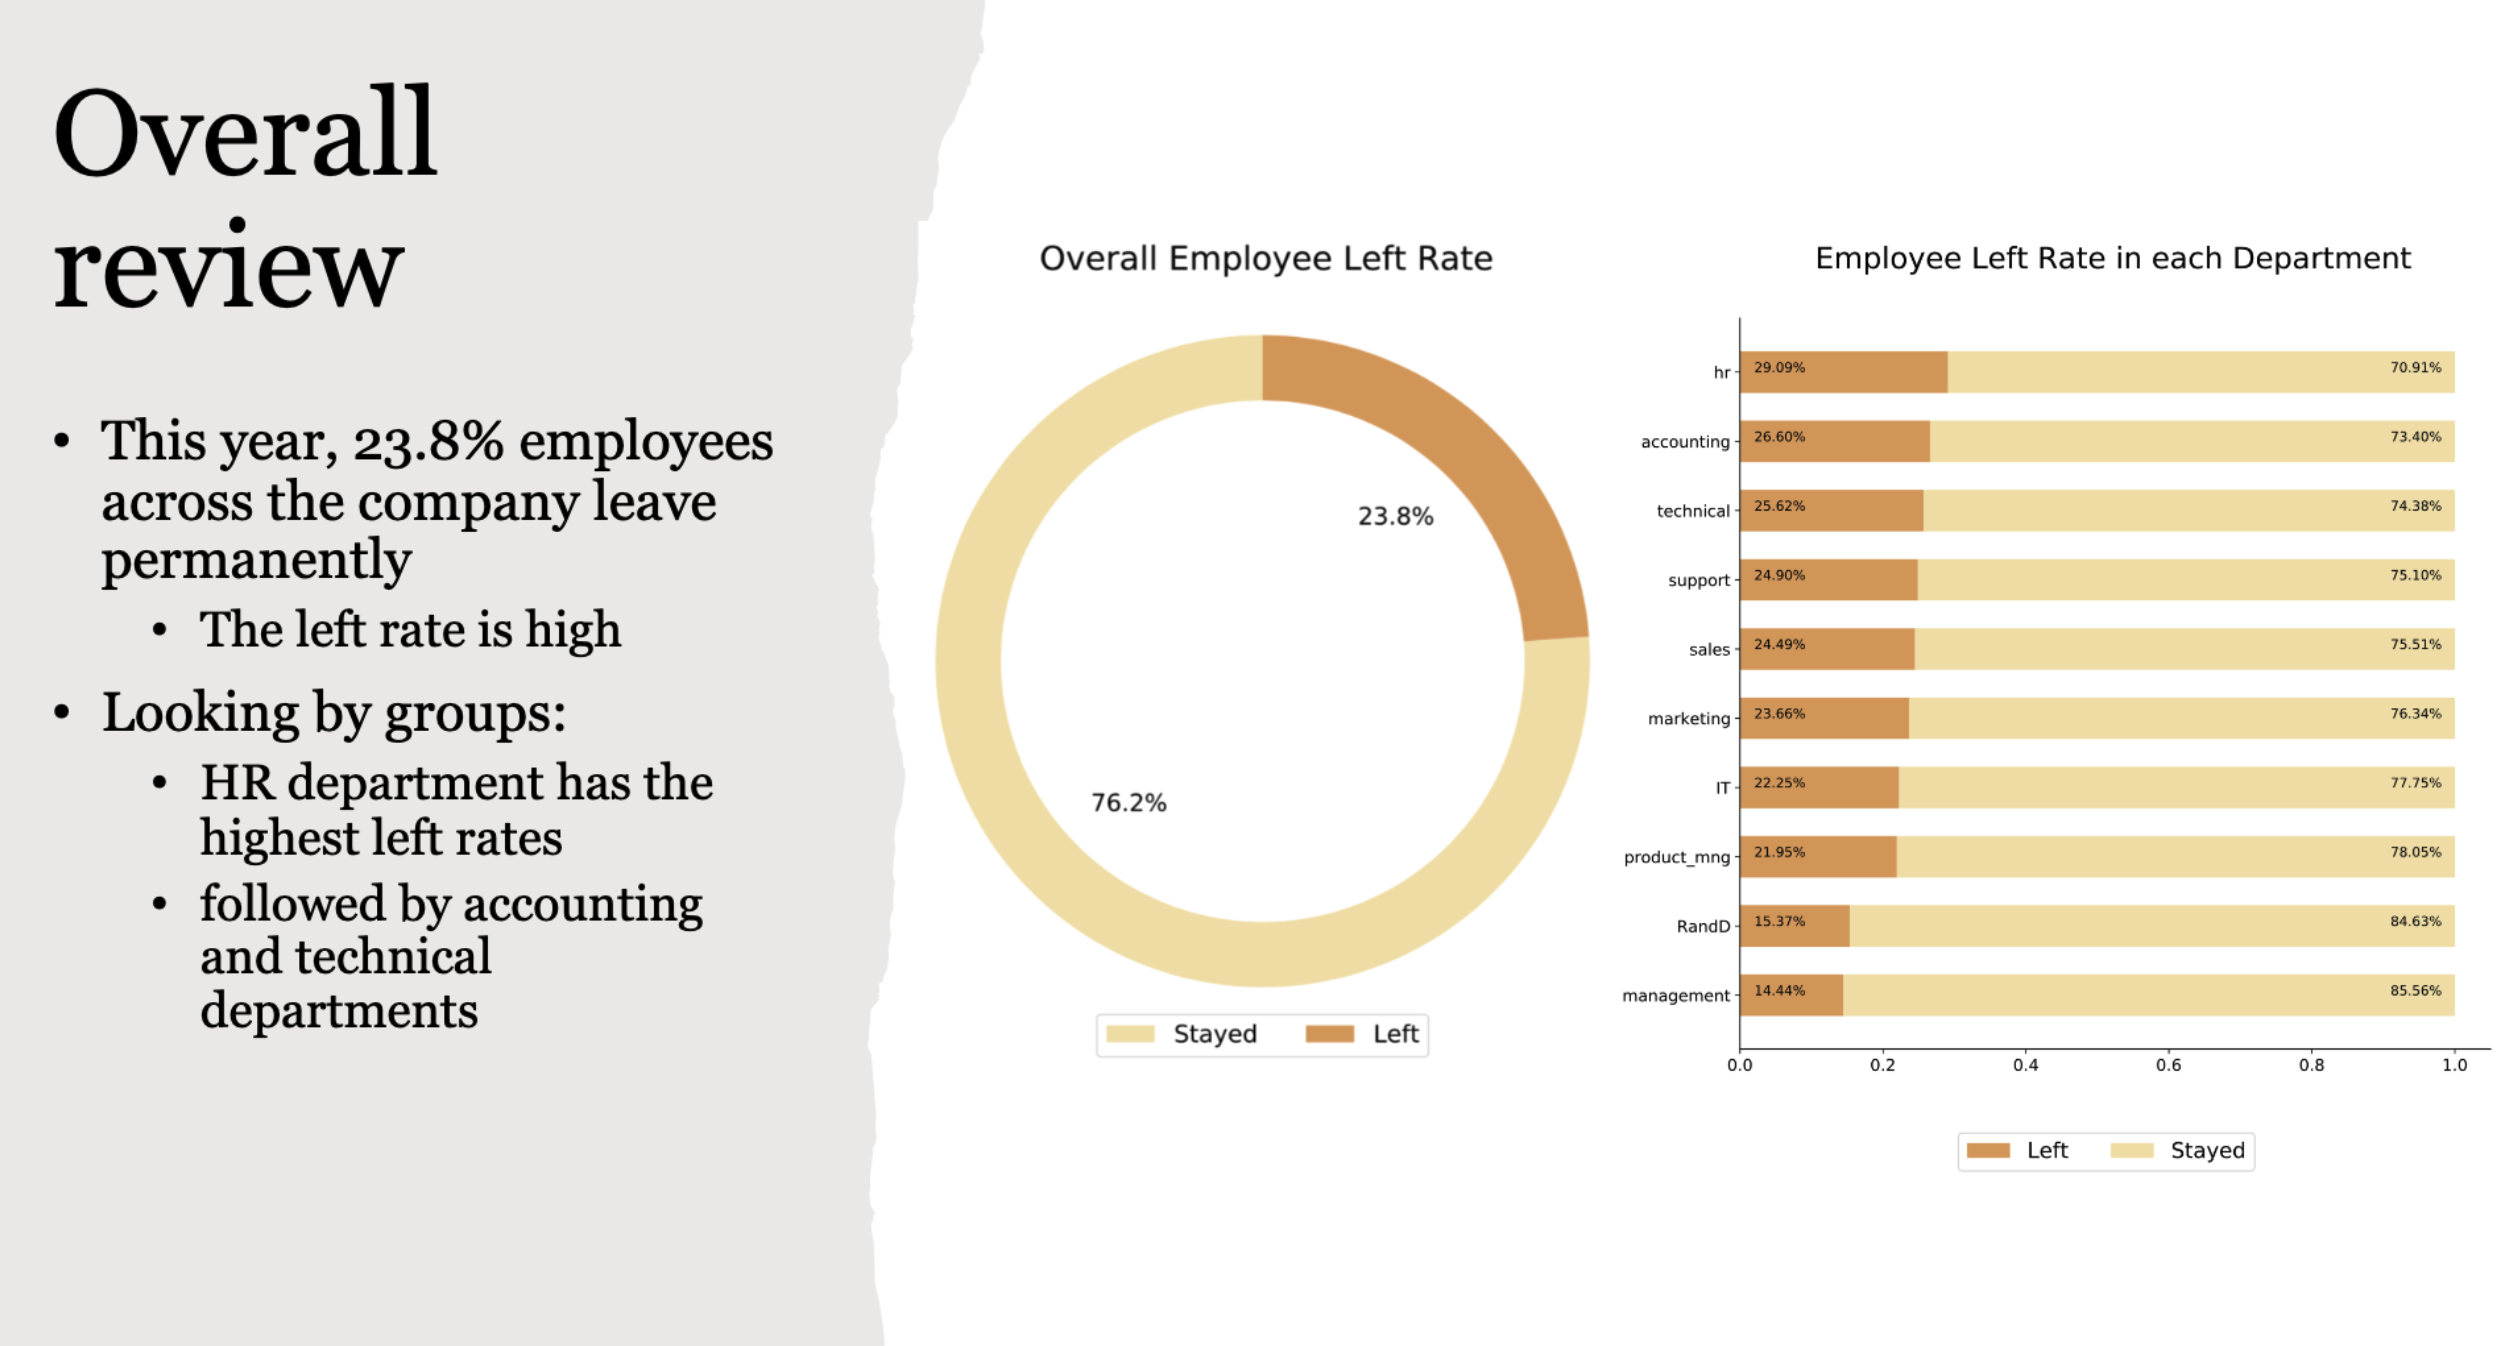 Overall
review
• This year, 23.8% employees
across the company leave
permanently
• The left rate is high
• Looking by groups:
• HR department has the
highest left rates
• followed by accounting
and technical
departments
Overall Employee Left Rate
23.8%
76.2%
Stayed Left
Employee Left Rate in each Department
hr 29.09% 70.91%
accounting 26.60% 73.40%
technical 25.62% 74.38%
support 24.90% 75.10%
sales 24.49% 75.51%
marketing 23.66% 76.34%
IT 22.25% 77.75%
product_mng 21.95% 78.05%
RandD 15.37% 84.63%
management 14.44% 85.56%
0.0 0.2 0.4 0.6 0.8 1.0
Left Stayed